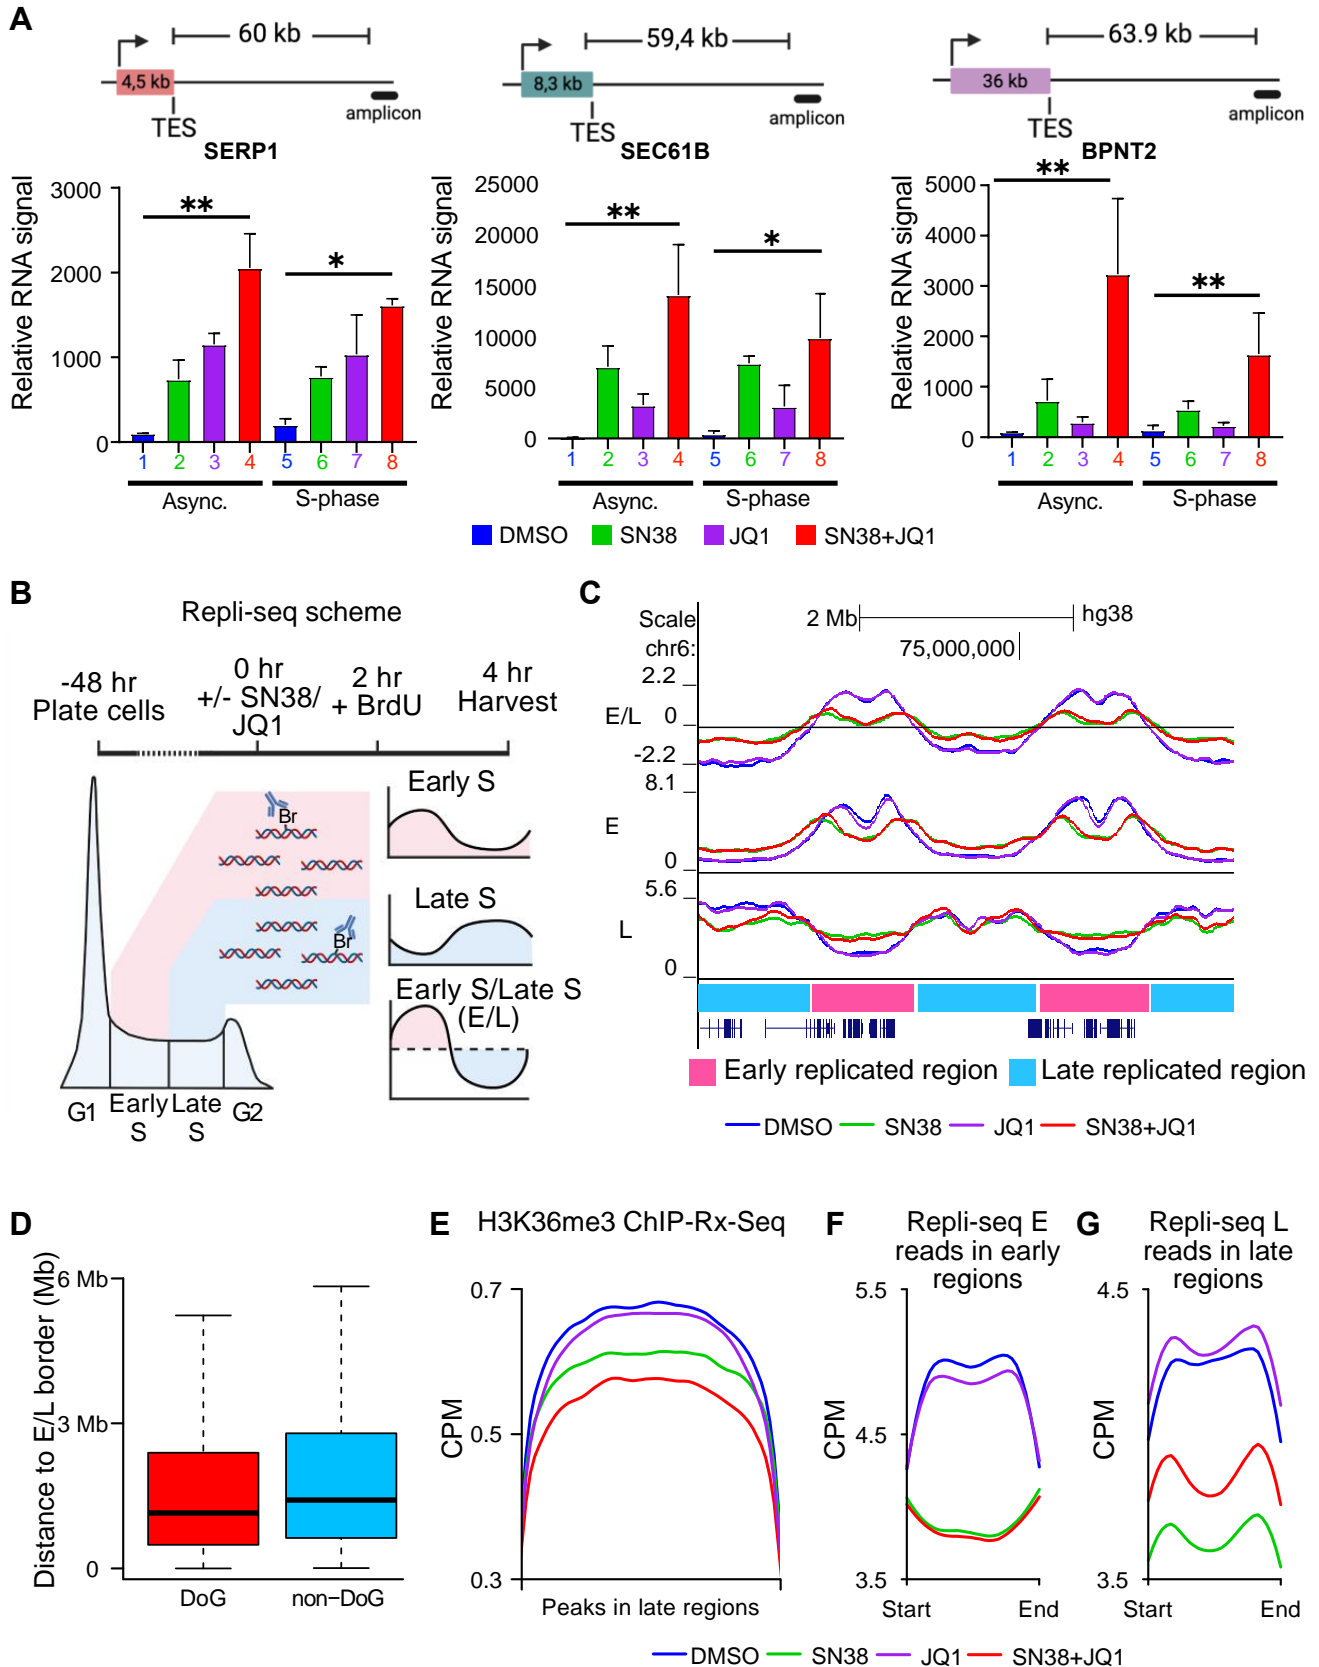 A
60 kb
4,5 kb
TES
amplicon
SERP1
59,4 kb
8,3 kb
TES
amplicon
SEC61B
63.9 kb
36 kb
TES
amplicon
BPNT2
Relative RNA signal
3000
2000
1000
0
**
*
1 2 3 4 5 6 7 8
Async.
S-phase
Relative RNA signal
25000
20000
15000
10000
5000
0
**
*
1 2 3 4 5 6 7 8
Async.
S-phase
Relative RNA signal
5000
4000
3000
2000
1000
0
**
**
1 2 3 4 5 6 7 8
Async.
S-phase
DMSO SN38 JQ1 SN38+JQ1
B
Repli-seq scheme
-48 hr
Plate cells
0 hr
+/- SN38/
JQ1
2 hr
+ BrdU
4 hr
Harvest
Br
Br
Early S
Late S
Early S/Late S
(E/L)
G1
Early
S
Late
S
G2
C
Scale
2 Mb
hg38
chr6:
75,000,000
2.2
E/L
0
-2.2
8.1
E
0
5.6
L
0
Early replicated region
Late replicated region
DMSO SN38 JQ1 SN38+JQ1
D
Distance to E/L border (Mb)
6 Mb
3 Mb
0
DoG
non−DoG
E
H3K36me3 ChIP-Rx-Seq
CPM
0.7
0.5
0.3
Peaks in late regions
F
Repli-seq E
reads in early
regions
CPM
5.5
4.5
3.5
Start
End
G
Repli-seq L
reads in late
regions
CPM
4.5
3.5
Start
End
DMSO SN38 JQ1 SN38+JQ1